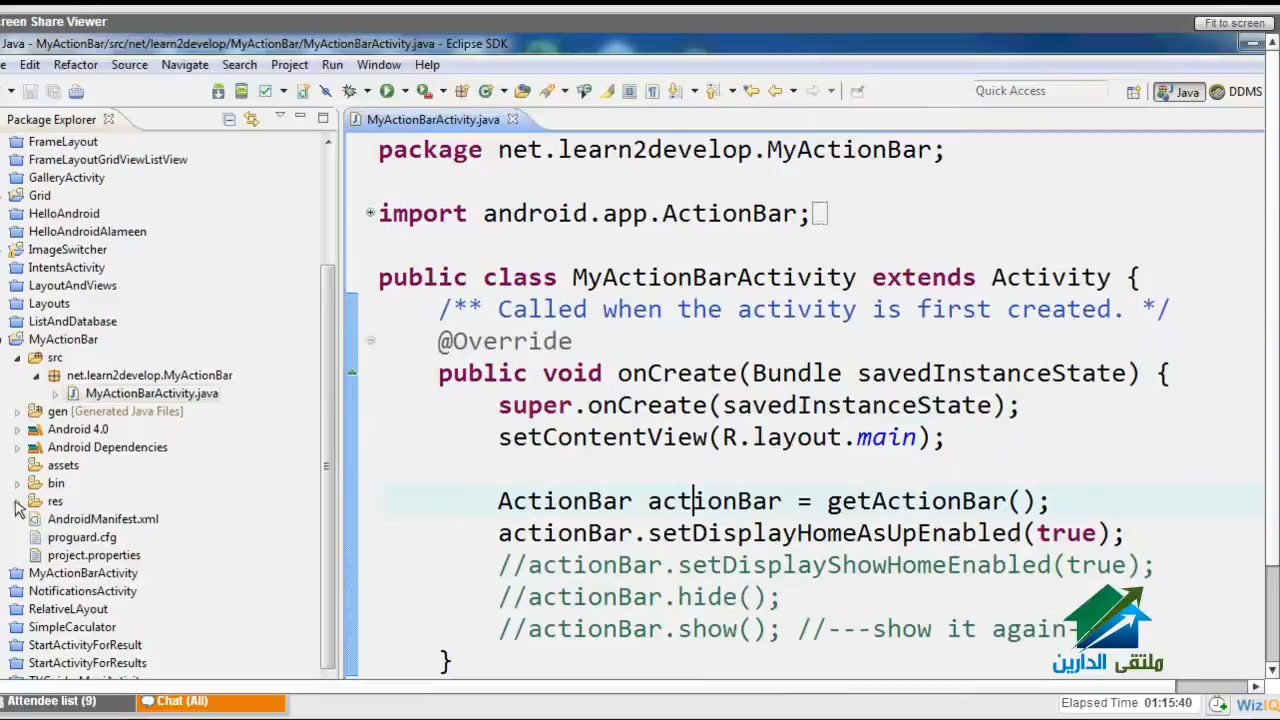 creen Share Viewer
Fit to screen
Java - MyActionBar/src/net/learn2develop/MyActionBar/MyActionBarActivity.java - Eclipse SDK
e Edit Refactor Source Navigate Search Project Run Window Help
Quick Access
Java
DDMS
Package Explorer
MyActionBarActivity.java
FrameLayout
FrameLayoutGridViewListView
GalleryActivity
Grid
HelloAndroid
HelloAndroidAlameen
ImageSwitcher
IntentsActivity
LayoutAndViews
Layouts
ListAndDatabase
MyActionBar
src
net.learn2develop.MyActionBar
MyActionBarActivity.java
gen [Generated Java Files]
Android 4.0
Android Dependencies
assets
bin
res
AndroidManifest.xml
proguard.cfg
project.properties
MyActionBarActivity
NotificationsActivity
RelativeLAyout
SimpleCaculator
StartActivityForResult
StartActivityForResults
package net.learn2develop.MyActionBar;
import android.app.ActionBar;
public class MyActionBarActivity extends Activity {
/** Called when the activity is first created. */
@Override
public void onCreate(Bundle savedInstanceState) {
super.onCreate(savedInstanceState);
setContentView(R.layout.main);
ActionBar actionBar = getActionBar();
actionBar.setDisplayHomeAsUpEnabled(true);
//actionBar.setDisplayShowHomeEnabled(true);
//actionBar.hide();
//actionBar.show(); //---show it again-
}
ملتقى الدارين
Attendee list (9)
Chat (All)
Elapsed Time 01:15:40
WizIQ